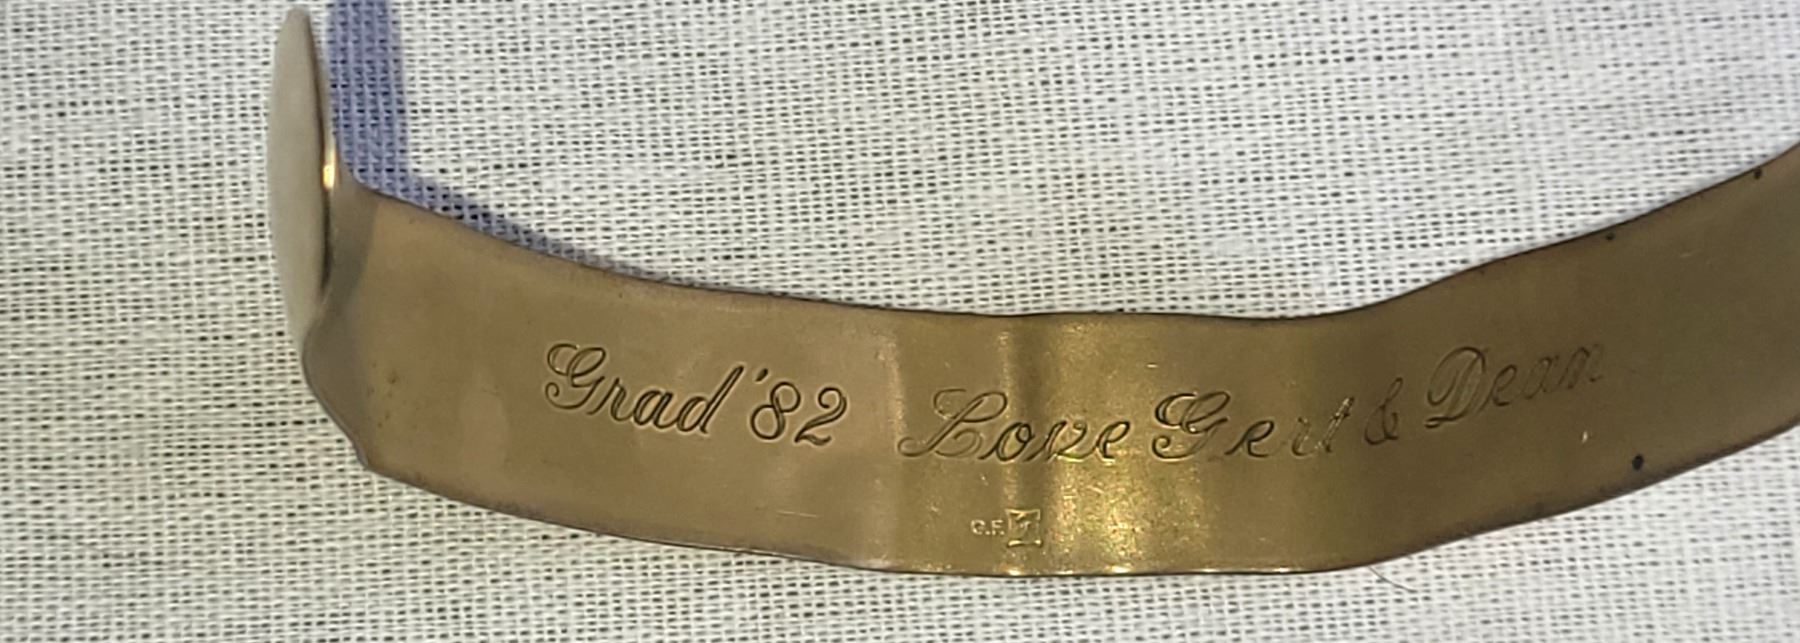 Grad '82 Love Gert & Dean
G.F.